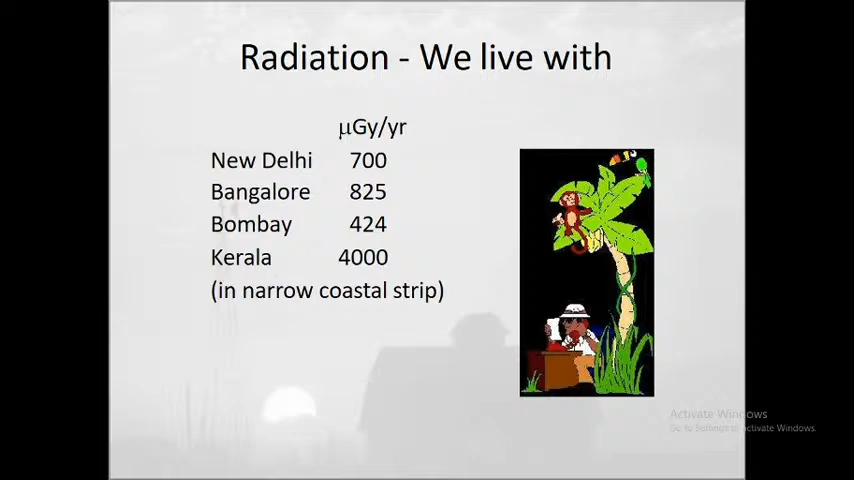 Radiation - We live with
μGy/yr
New Delhi 700
Bangalore 825
Bombay 424
Kerala 4000
(in narrow coastal strip)
Activate Windows
Go to Settings to activate Windows.